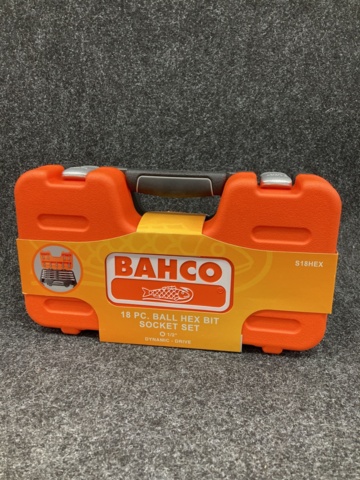 S18HEX
BAHCO
18 PC. BALL HEX BIT
SOCKET SET
1/2"
DYNAMIC - DRIVE